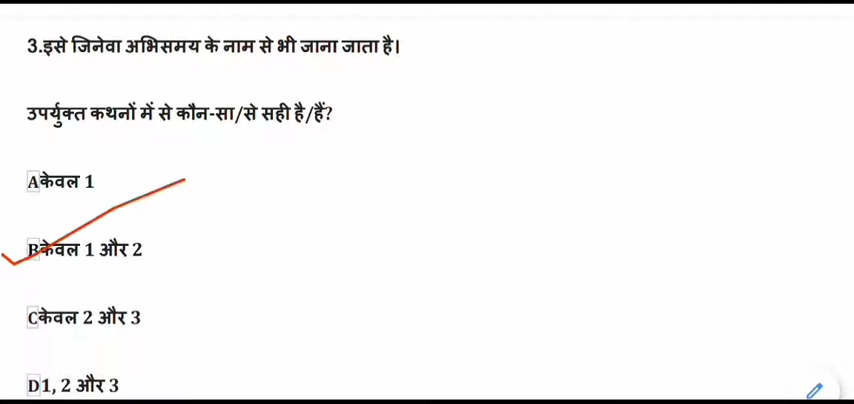 3.इसे जिनेवा अभिसमय के नाम से भी जाना जाता है।
उपर्युक्त कथनों में से कौन-सा/से सही है/हैं?
Aकेवल 1
Bकेवल 1 और 2
Cकेवल 2 और 3
D1, 2 और 3